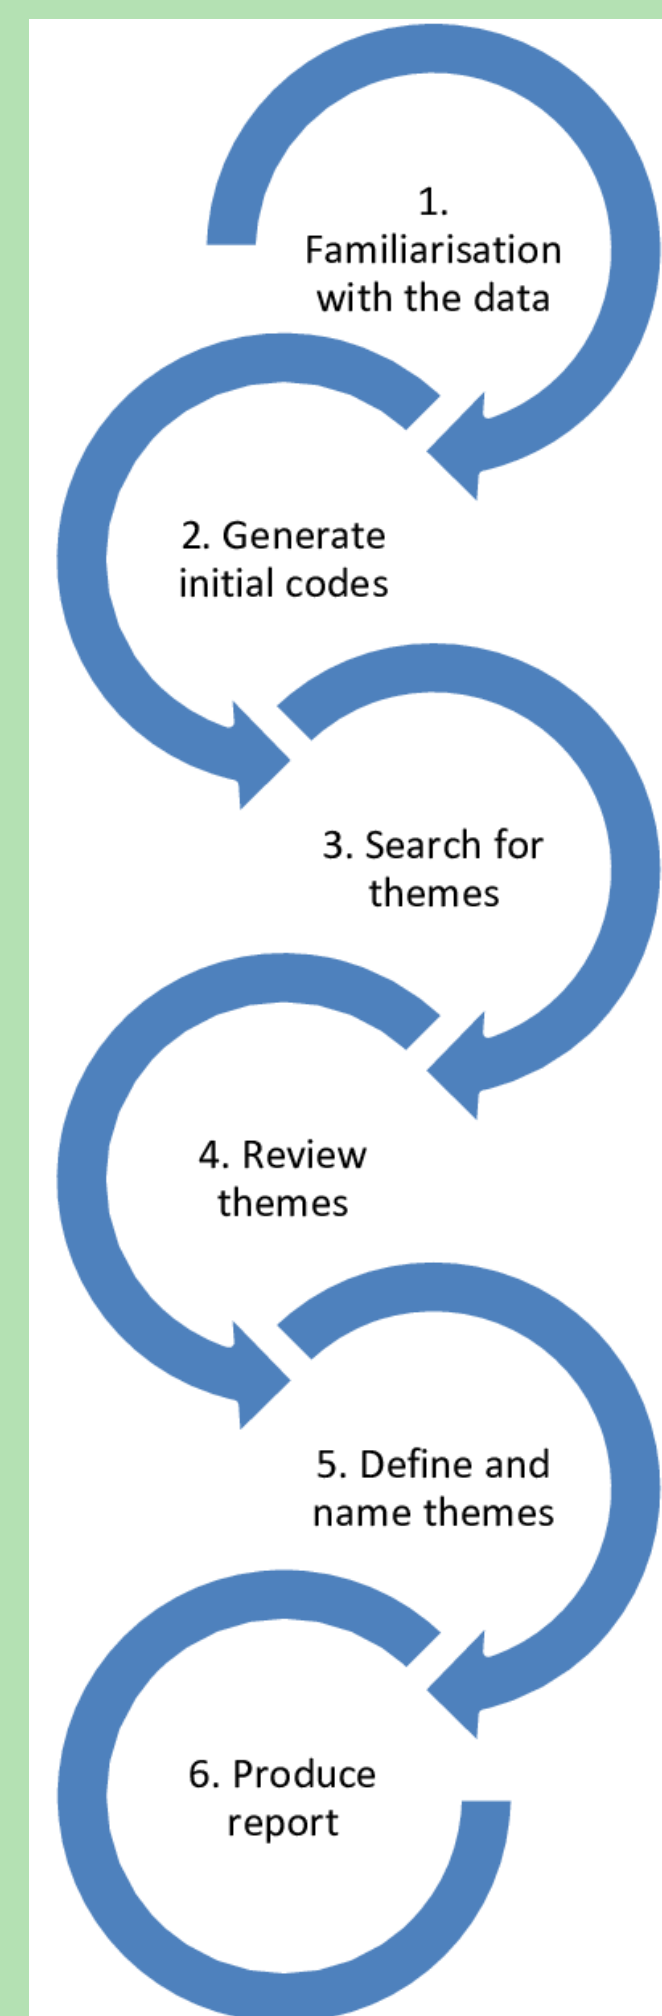 1.
Familiarisation
with the data
2. Generate
initial codes
3. Search for
themes
4. Review
themes
5. Define and
name themes
6. Produce
report